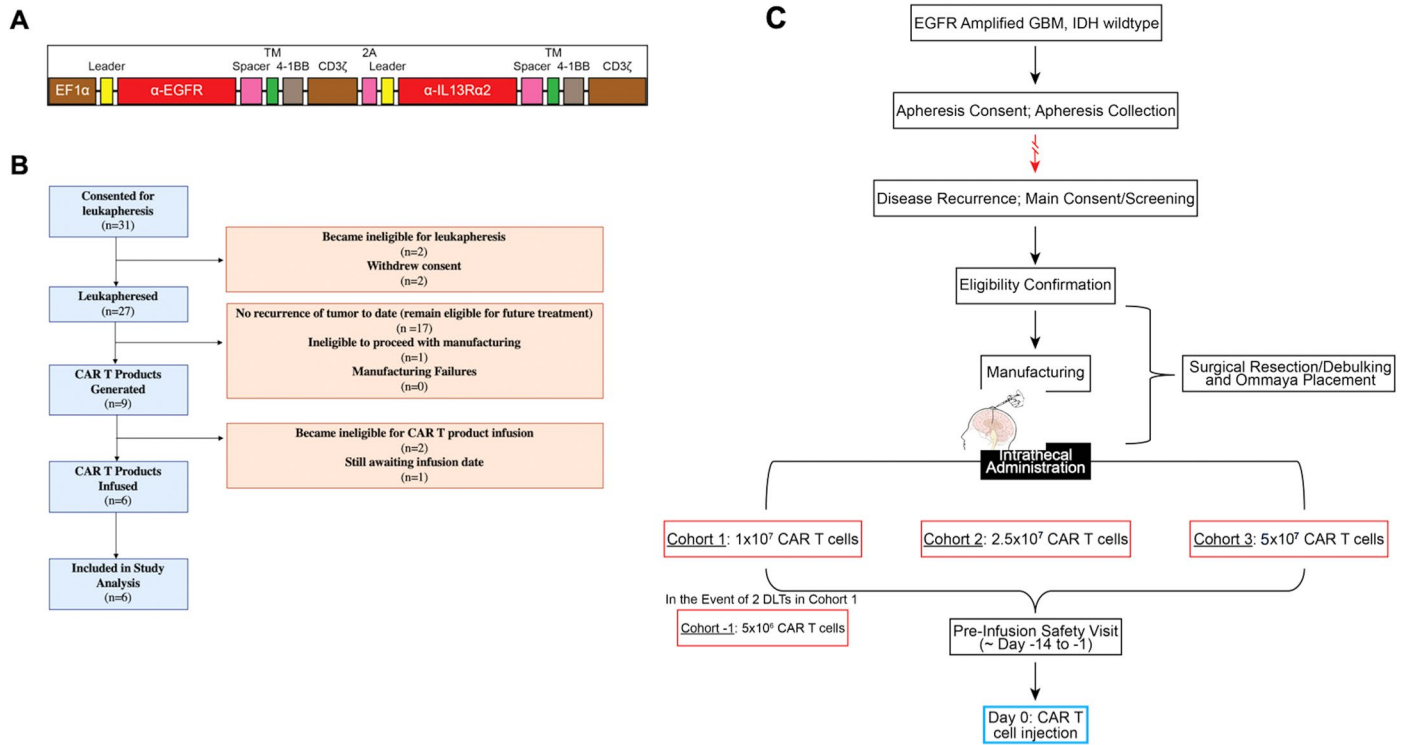 A
TM
2A
TM
Leader
Spacer
4-1BB
CD3ζ
Leader
Spacer
4-1BB
CD3ζ
EF1α
α-EGFR
α-IL13Rα2
B
Consented for
leukapheresis
(n=31)
Became ineligible for leukapheresis
(n=2)
Withdrew consent
(n=2)
Leukapheresed
(n=27)
No recurrence of tumor to date (remain eligible for future treatment)
(n =17)
Ineligible to proceed with manufacturing
(n=1)
Manufacturing Failures
(n=0)
CAR T Products
Generated
(n=9)
Became ineligible for CAR T product infusion
(n=2)
Still awaiting infusion date
(n=1)
CAR T Products
Infused
(n=6)
Included in Study
Analysis
(n=6)
C
EGFR Amplified GBM, IDH wildtype
Apheresis Consent; Apheresis Collection
Disease Recurrence; Main Consent/Screening
Eligibility Confirmation
Manufacturing
Surgical Resection/Debulking
and Ommaya Placement
Intrathecal
Administration
Cohort 1: 1x10⁷ CAR T cells
Cohort 2: 2.5x10⁷ CAR T cells
Cohort 3: 5x10⁷ CAR T cells
In the Event of 2 DLTs in Cohort 1
Cohort -1: 5x10⁶ CAR T cells
Pre-Infusion Safety Visit
(~ Day -14 to -1)
Day 0: CAR T
cell injection